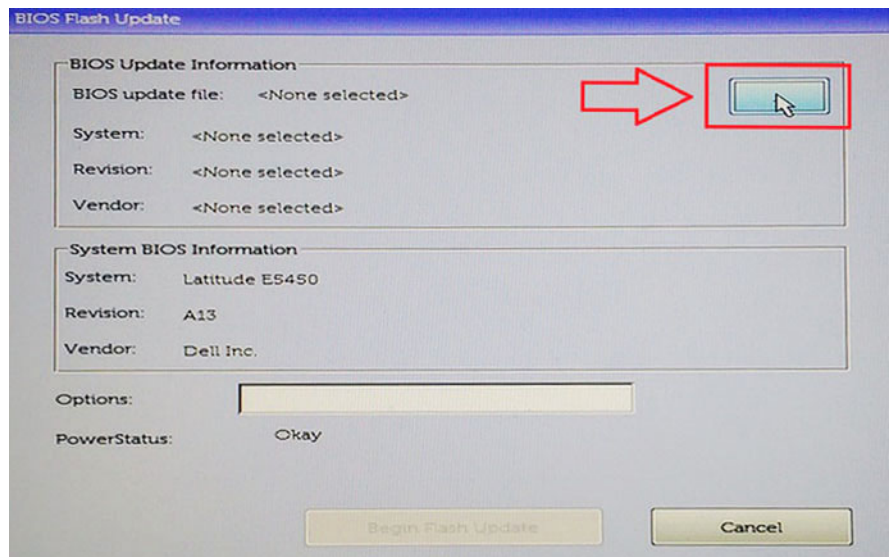 BIOS Flash Update
BIOS Update Information
BIOS update file: <None selected>
System: <None selected>
Revision: <None selected>
Vendor: <None selected>
System BIOS Information
System: Latitude E5450
Revision: A13
Vendor: Dell Inc.
Options:
PowerStatus: Okay
Begin Flash Update
Cancel